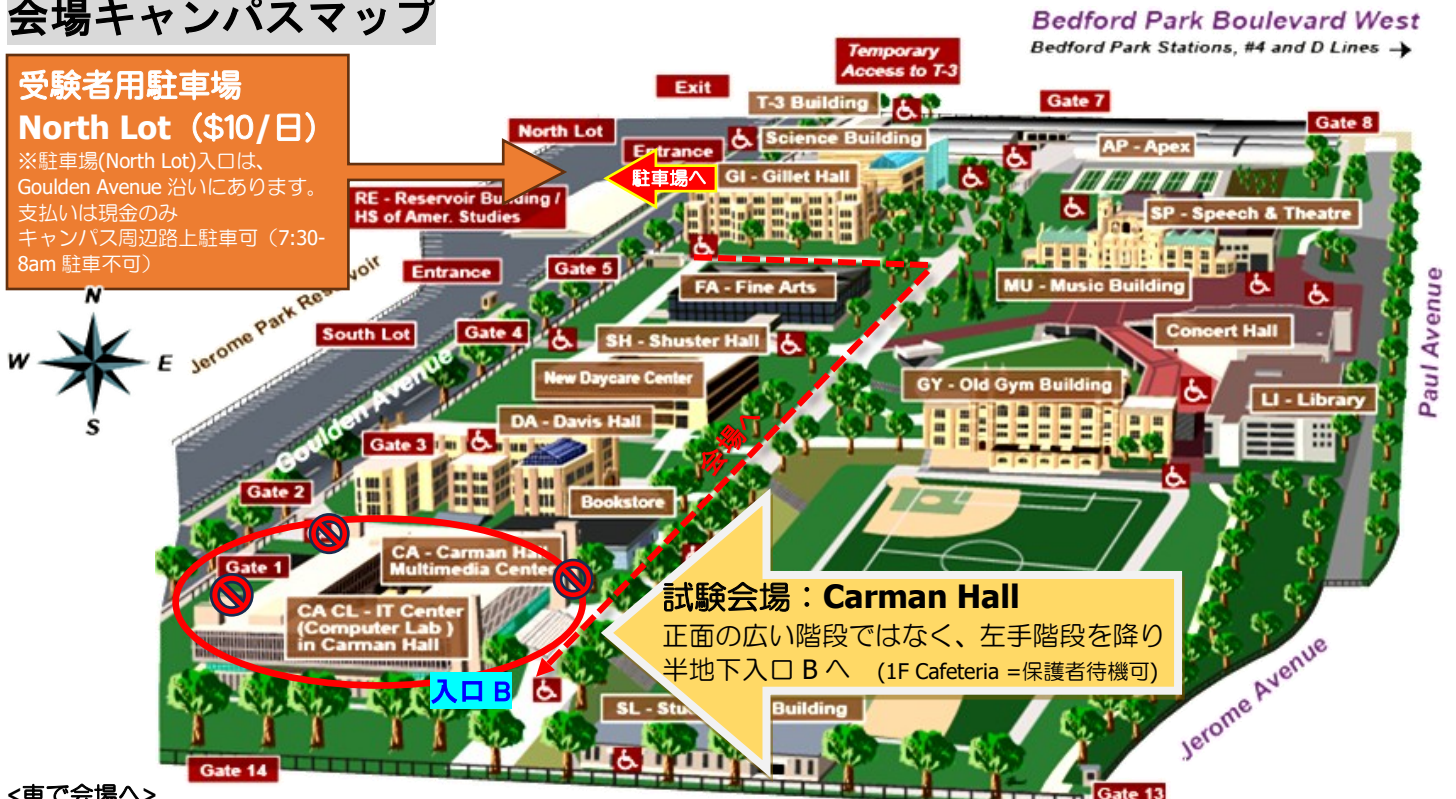 会場キャンパスマップ
Bedford Park Boulevard West
Bedford Park Stations, #4 and D Lines →
受験者用駐車場
North Lot（$10/日）
※駐車場(North Lot)入口は、
Goulden Avenue 沿いにあります。
支払いは現金のみ
キャンパス周辺路上駐車可（7:30-
8am 駐車不可）
Temporary
Access to T-3
Exit
T-3 Building
Gate 7
Gate 8
North Lot
Science Building
Entrance
AP - Apex
駐車場へ
GI - Gillet Hall
RE - Reservoir Building /
HS of Amer. Studies
SP - Speech & Theatre
Entrance
Gate 5
FA - Fine Arts
MU - Music Building
Jerome Park Reservoir
N
W
E
S
South Lot
Gate 4
SH - Shuster Hall
Concert Hall
Paul Avenue
Goulden Avenue
New Daycare Center
GY - Old Gym Building
LI - Library
DA - Davis Hall
会場へ
Gate 3
Gate 2
Bookstore
CA - Carman Hall
Multimedia Center
Gate 1
CA CL - IT Center
(Computer Lab )
in Carman Hall
試験会場：Carman Hall
正面の広い階段ではなく、左手階段を降り
半地下入口 B へ (1F Cafeteria =保護者待機可)
入口 B
SL - Stu
Building
Jerome Avenue
Gate 14
Gate 13
<車で会場へ>